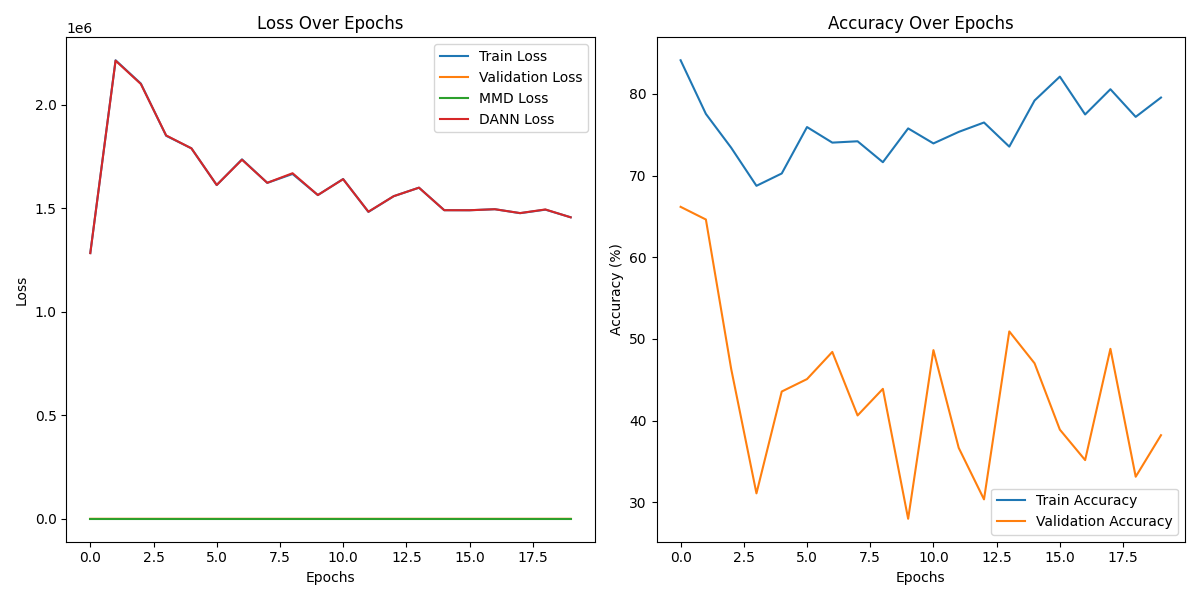 Loss Over Epochs
1e6
Train Loss
Validation Loss
MMD Loss
DANN Loss
2.0
1.5
1.0
0.5
0.0
Loss
0.0 2.5 5.0 7.5 10.0 12.5 15.0 17.5
Epochs
Accuracy Over Epochs
80
70
60
50
40
30
Accuracy (%)
Train Accuracy
Validation Accuracy
0.0 2.5 5.0 7.5 10.0 12.5 15.0 17.5
Epochs